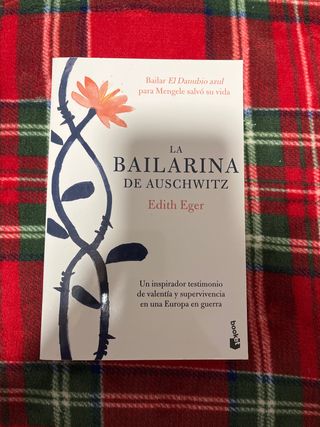 Bailar El Danubio azul
para Mengele salvó su vida
LA
BAILARINA
DE AUSCHWITZ
Edith Eger
Un inspirador testimonio
de valentía y supervivencia
en una Europa en guerra
Booket